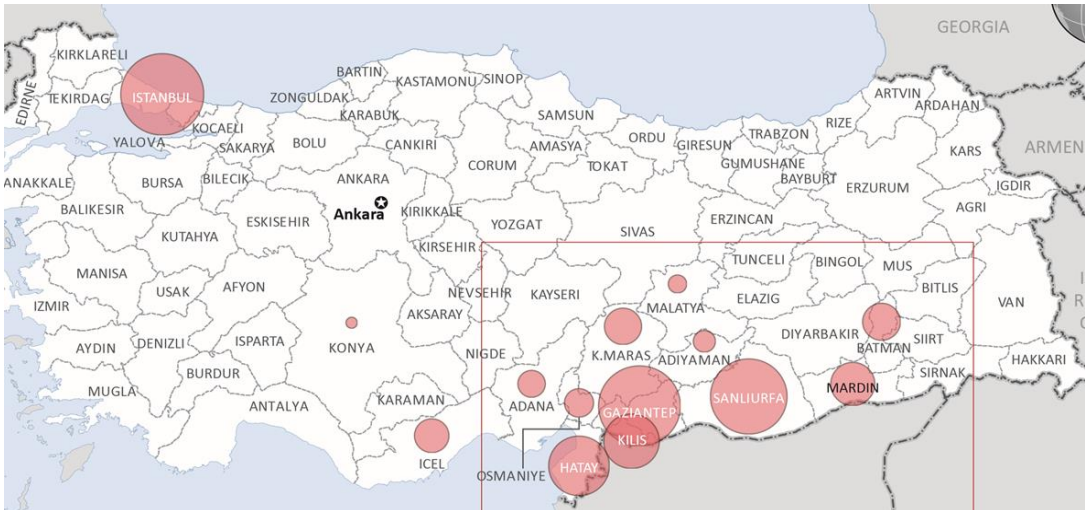 GEORGIA
KIRKLARELI
BARTIN
KASTAMONU
SINOP
ARTVIN
ARDAHAN
TEKIRDAG
ISTANBUL
ZONGULDAK
EDIRNE
KARABUK
SAMSUN
RIZE
KOCAELI
YALOVA
SAKARYA
BOLU
CANKIRI
AMASYA
ORDU
GIRESUN
TRABZON
KARS
ARMEN
CORUM
TOKAT
GUMUSHANE
BAYBURT
ANAKKALE
BURSA
BILECIK
ANKARA
ERZURUM
IGDIR
BALIKESIR
Ankara
KIRIKKALE
AGRI
ESKISEHIR
YOZGAT
SIVAS
ERZINCAN
KUTAHYA
KIRSEHIR
TUNCELI
BINGOL
MUS
MANISA
USAK
AFYON
NEVSEHIR
KAYSERI
MALATYA
ELAZIG
BITLIS
VAN
IZMIR
AKSARAY
DIYARBAKIR
AYDIN
DENIZLI
ISPARTA
KONYA
NIGDE
K.MARAS
ADIYAMAN
BATMAN
SIIRT
HAKKARI
BURDUR
SIRNAK
MUGLA
ANTALYA
KARAMAN
ADANA
GAZIANTEP
SANLIURFA
MARDIN
KILIS
ICEL
OSMANIYE
HATAY